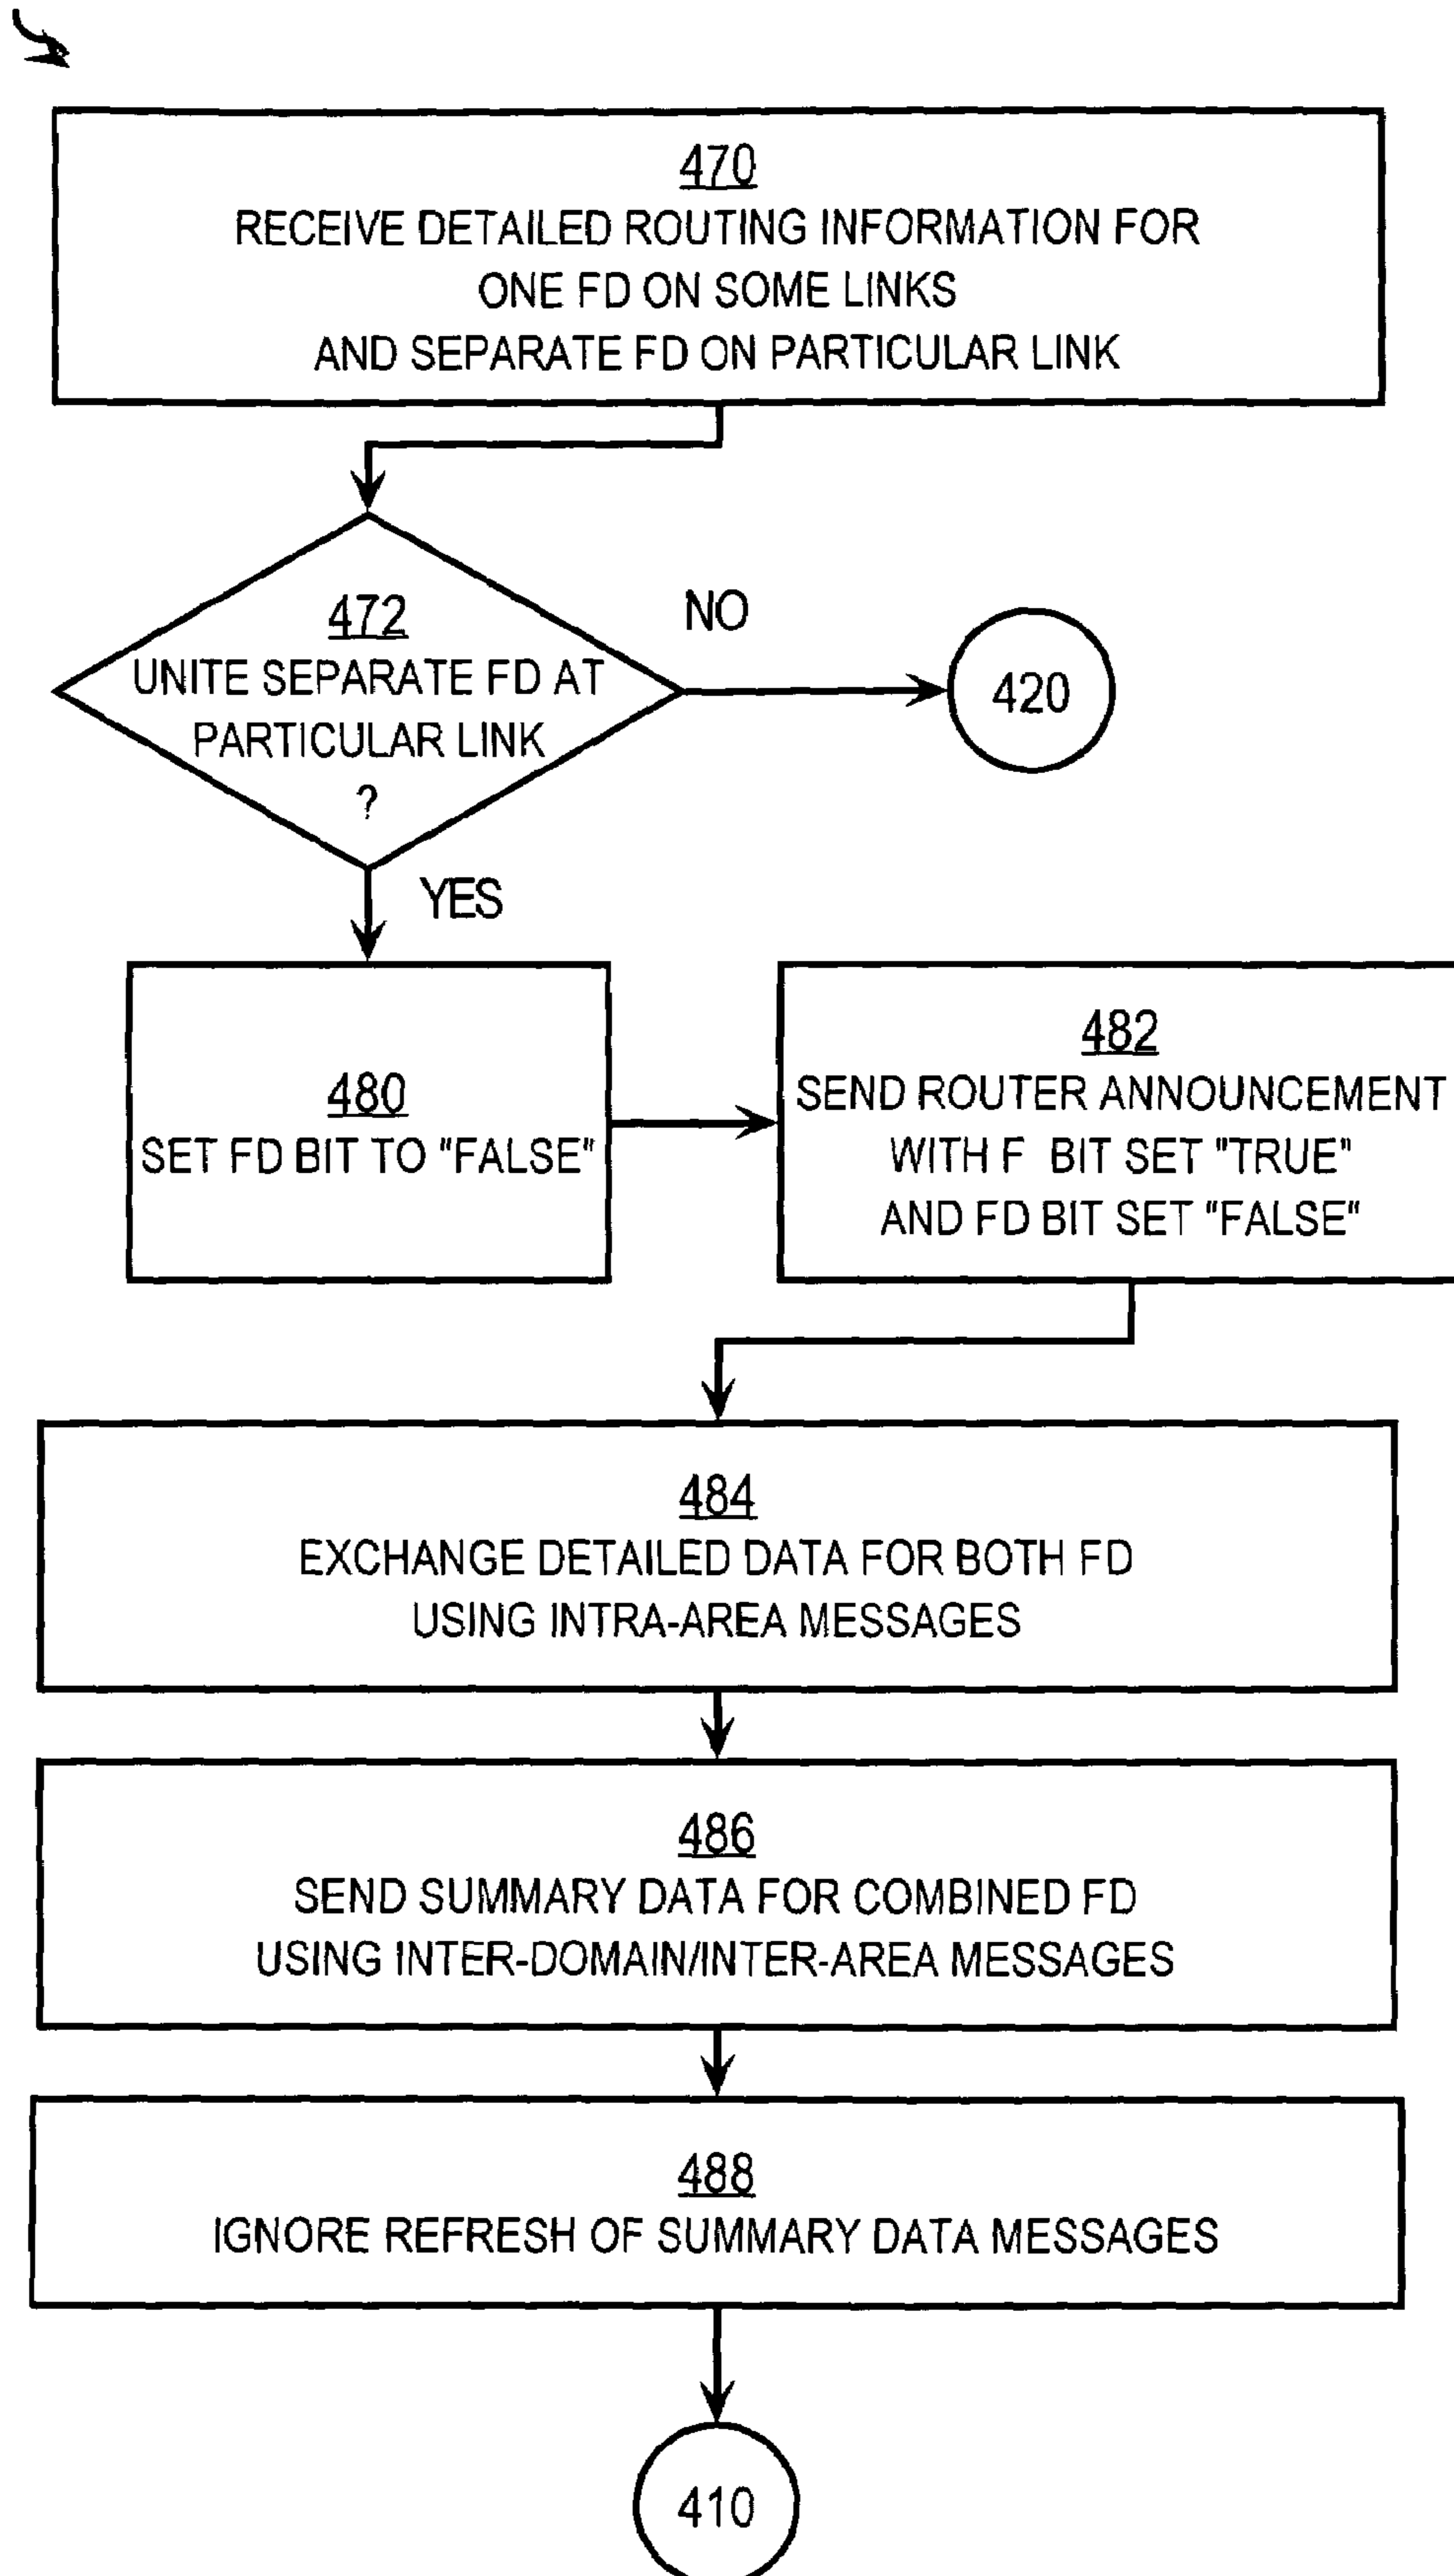 470
RECEIVE DETAILED ROUTING INFORMATION FOR
ONE FD ON SOME LINKS
AND SEPARATE FD ON PARTICULAR LINK
472
UNITE SEPARATE FD AT
PARTICULAR LINK
?
NO
420
YES
480
SET FD BIT TO "FALSE"
482
SEND ROUTER ANNOUNCEMENT
WITH F BIT SET "TRUE"
AND FD BIT SET "FALSE"
484
EXCHANGE DETAILED DATA FOR BOTH FD
USING INTRA-AREA MESSAGES
486
SEND SUMMARY DATA FOR COMBINED FD
USING INTER-DOMAIN/INTER-AREA MESSAGES
488
IGNORE REFRESH OF SUMMARY DATA MESSAGES
410